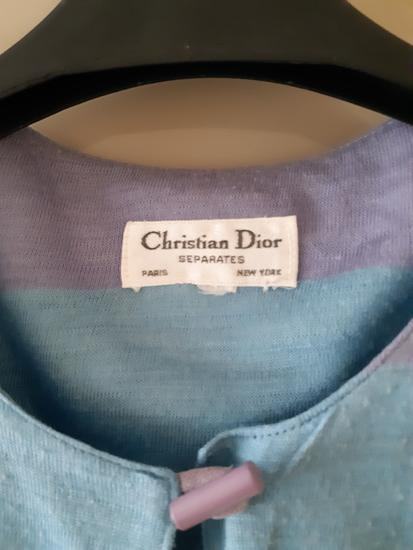 Christian Dior
SEPARATES
PARIS NEW YORK